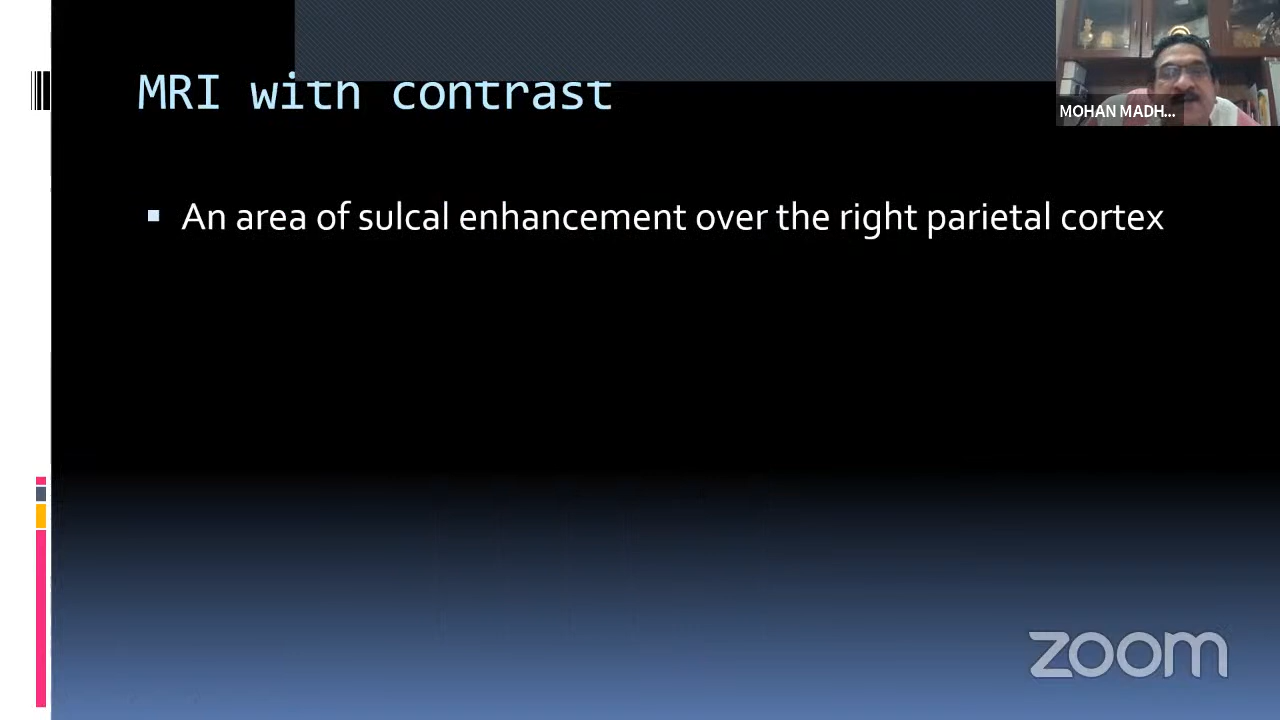 MRI with contrast
MOHAN MADH...
An area of sulcal enhancement over the right parietal cortex
zoom